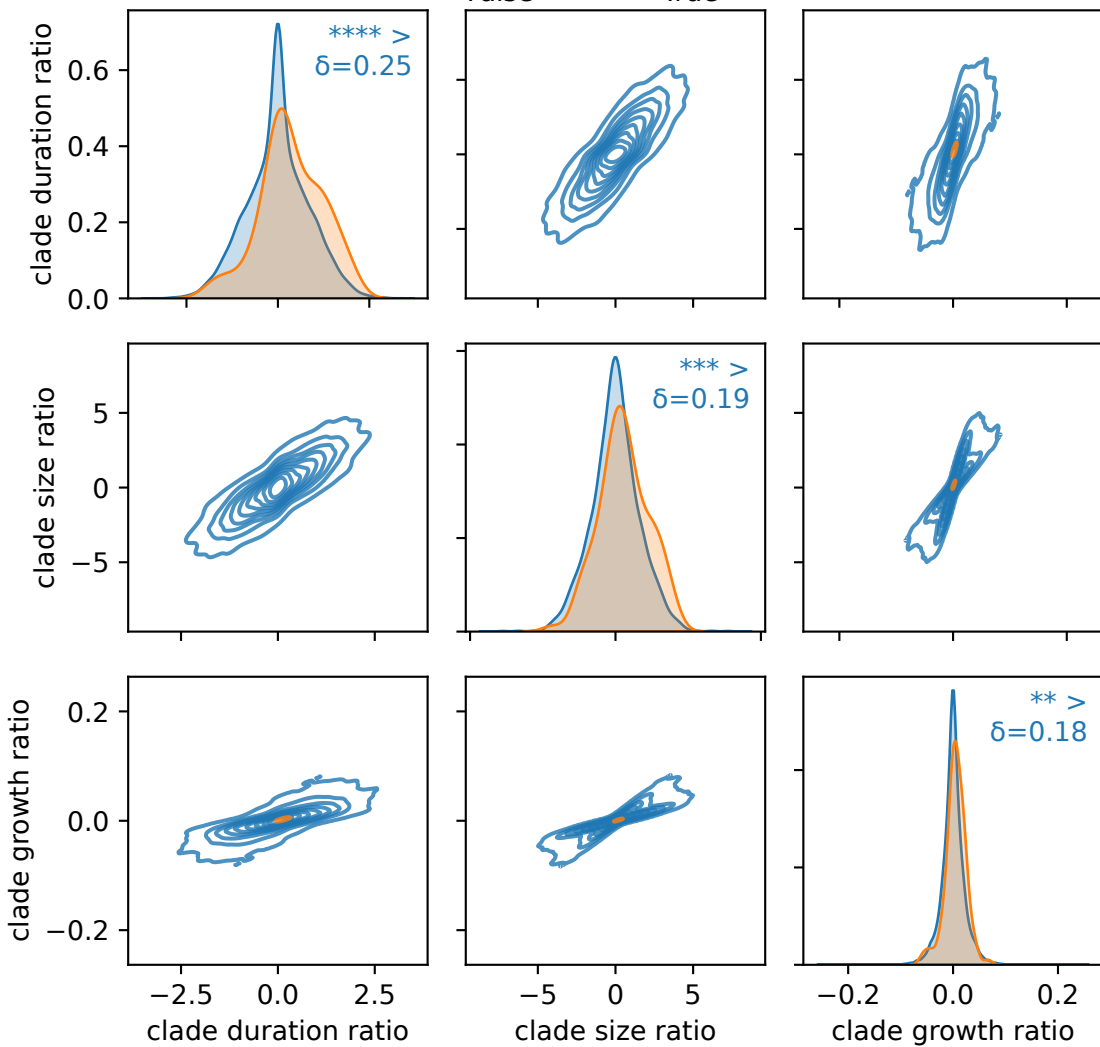 clade duration ratio
0.6
0.4
0.2
0.0
**** >
δ=0.25
clade size ratio
5
0
−5
*** >
δ=0.19
clade growth ratio
0.2
0.0
−0.2
** >
δ=0.18
−2.5 0.0 2.5
clade duration ratio
−5 0 5
clade size ratio
−0.2 0.0 0.2
clade growth ratio